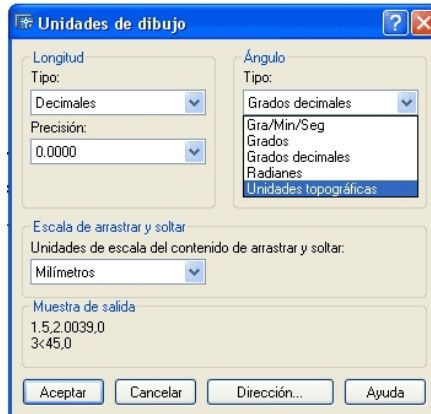 Unidades de dibujo
Longitud
Tipo:
Decimales
Precisión:
0.0000
Ángulo
Tipo:
Grados decimales
Gra/Min/Seg
Grados
Grados decimales
Radianes
Unidades topográficas
Escala de arrastrar y soltar
Unidades de escala del contenido de arrastrar y soltar:
Milímetros
Muestra de salida
1.5,2.0039,0
3<45,0
Aceptar
Cancelar
Dirección...
Ayuda